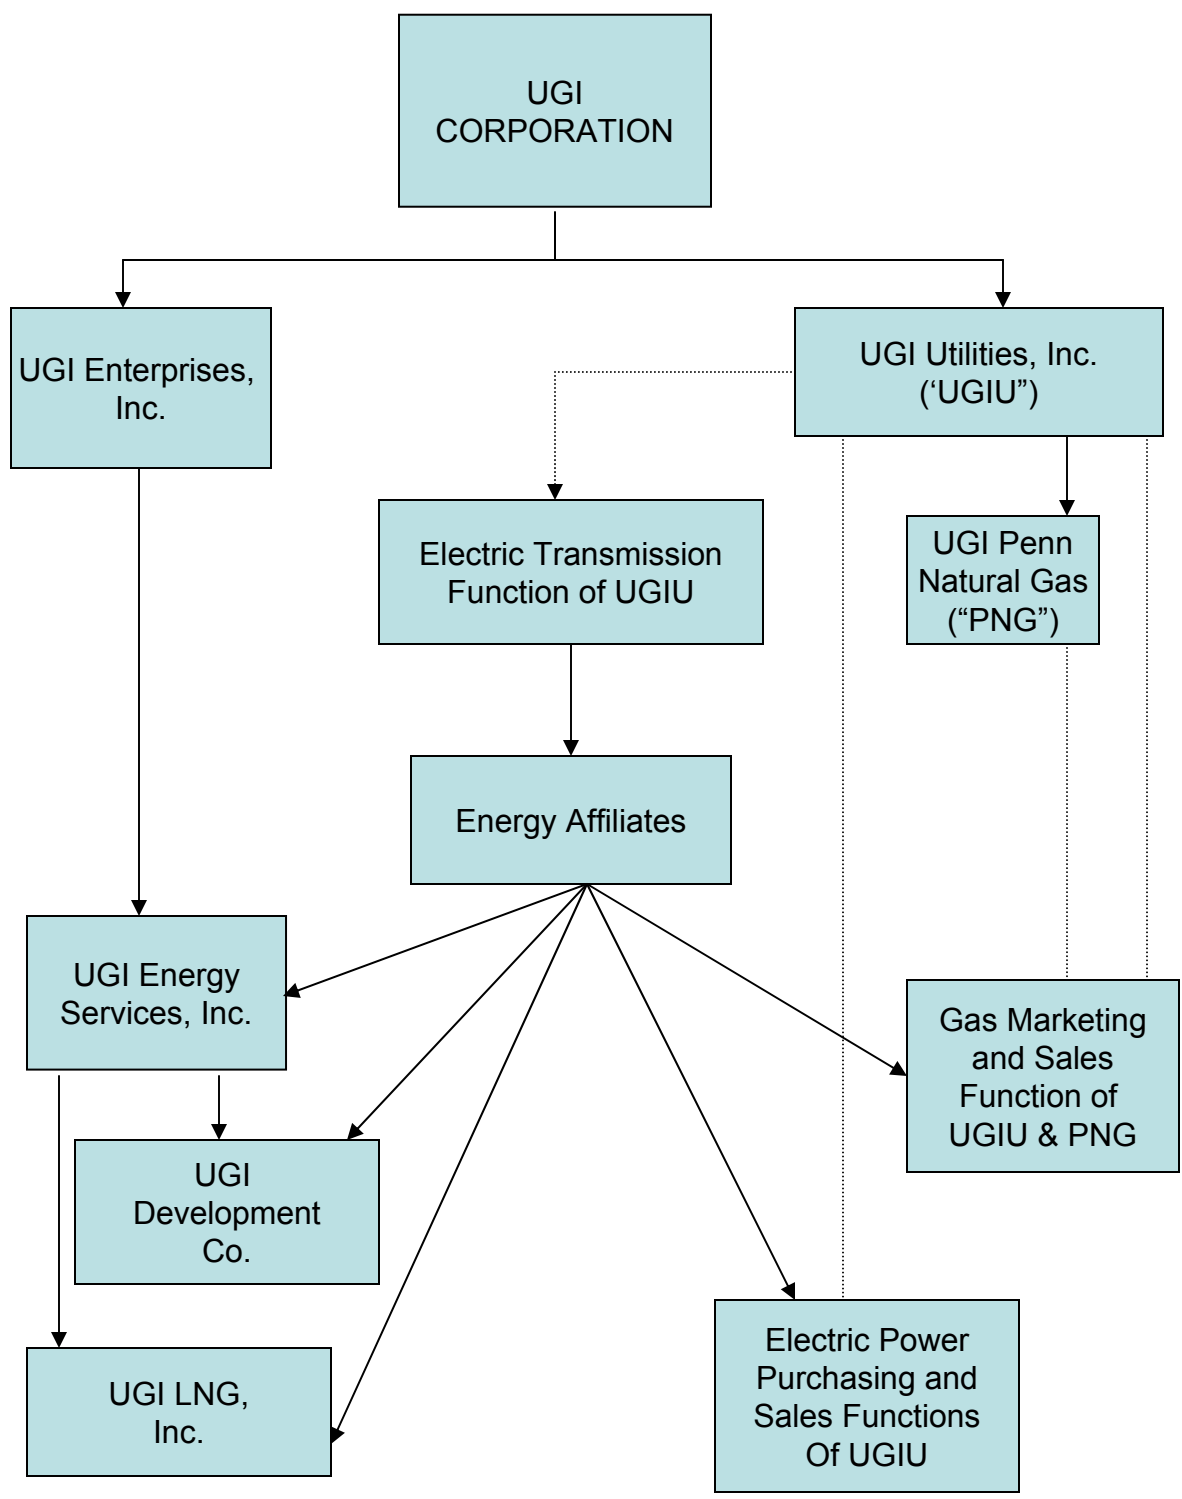 UGI
CORPORATION
UGI Enterprises,
Inc.
UGI Utilities, Inc.
(‘UGIU”)
Electric Transmission
Function of UGIU
UGI Penn
Natural Gas
(“PNG”)
Energy Affiliates
UGI Energy
Services, Inc.
Gas Marketing
and Sales
Function of
UGIU & PNG
UGI
Development
Co.
Electric Power
Purchasing and
Sales Functions
Of UGIU
UGI LNG,
Inc.